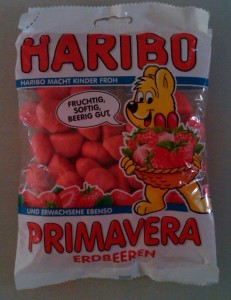 HARIBO
HARIBO MACHT KINDER FROH
FRUCHTIG,
SOFTIG,
BEERIG GUT.
UND ERWACHSENE EBENSO
PRIMAVERA
ERDBEEREN